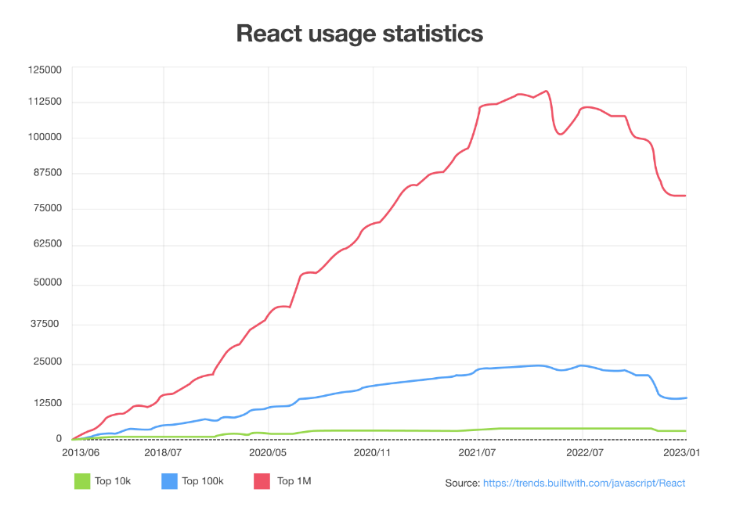 React usage statistics
125000
112500
100000
87500
75000
62500
50000
37500
25000
12500
0
2013/06 2018/07 2020/05 2020/11 2021/07 2022/07 2023/01
Top 10k Top 100k Top 1M
Source: https://trends.builtwith.com/javascript/React